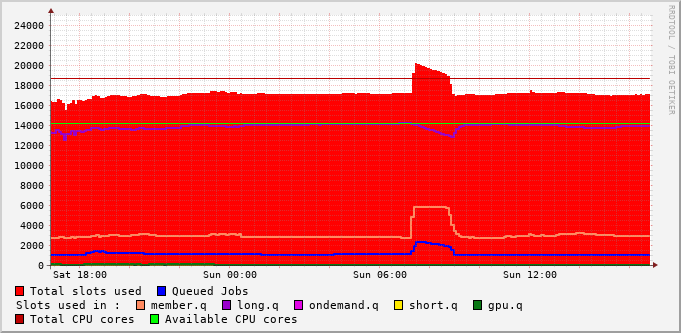 24000
22000
20000
18000
16000
14000
12000
10000
8000
6000
4000
2000
0
Sat 18:00 Sun 00:00 Sun 06:00 Sun 12:00
RRDTOOL / TOBI OETIKER
Total slots used Queued Jobs
Slots used in : member.q long.q ondemand.q short.q gpu.q
Total CPU cores Available CPU cores